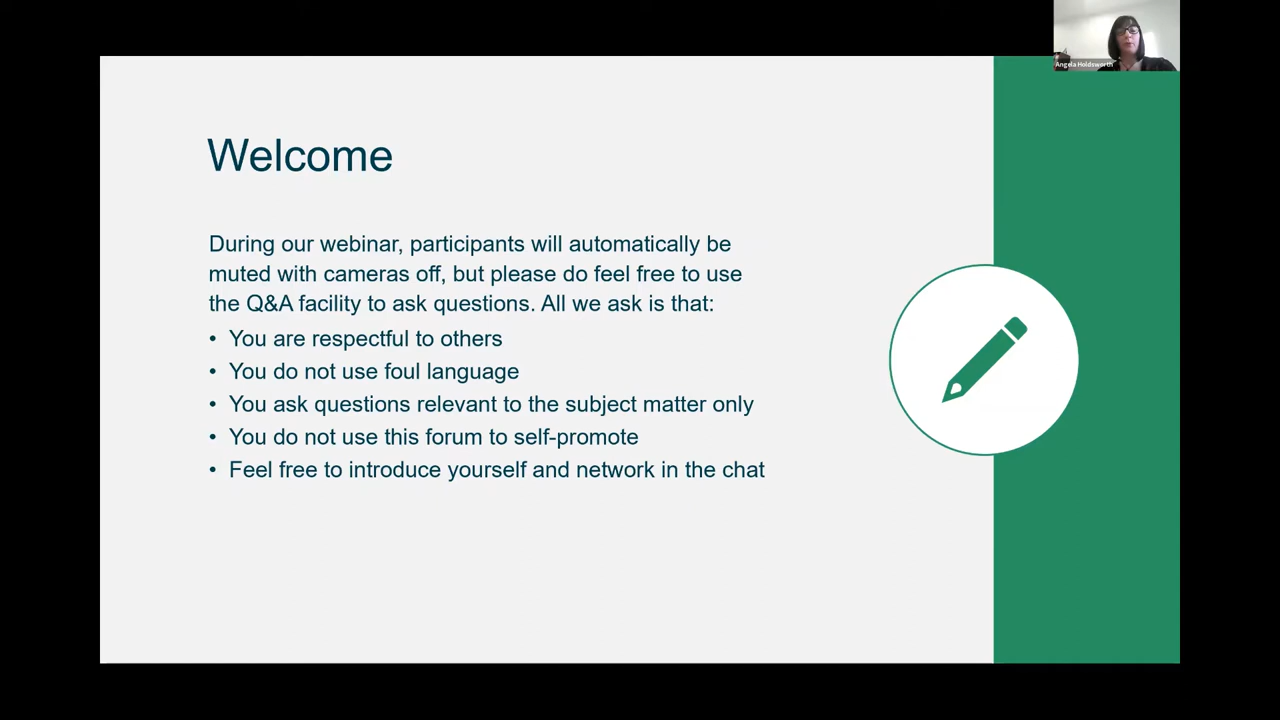 Angela Holdsworth
Welcome
During our webinar, participants will automatically be
muted with cameras off, but please do feel free to use
the Q&A facility to ask questions. All we ask is that:
• You are respectful to others
• You do not use foul language
• You ask questions relevant to the subject matter only
• You do not use this forum to self-promote
• Feel free to introduce yourself and network in the chat